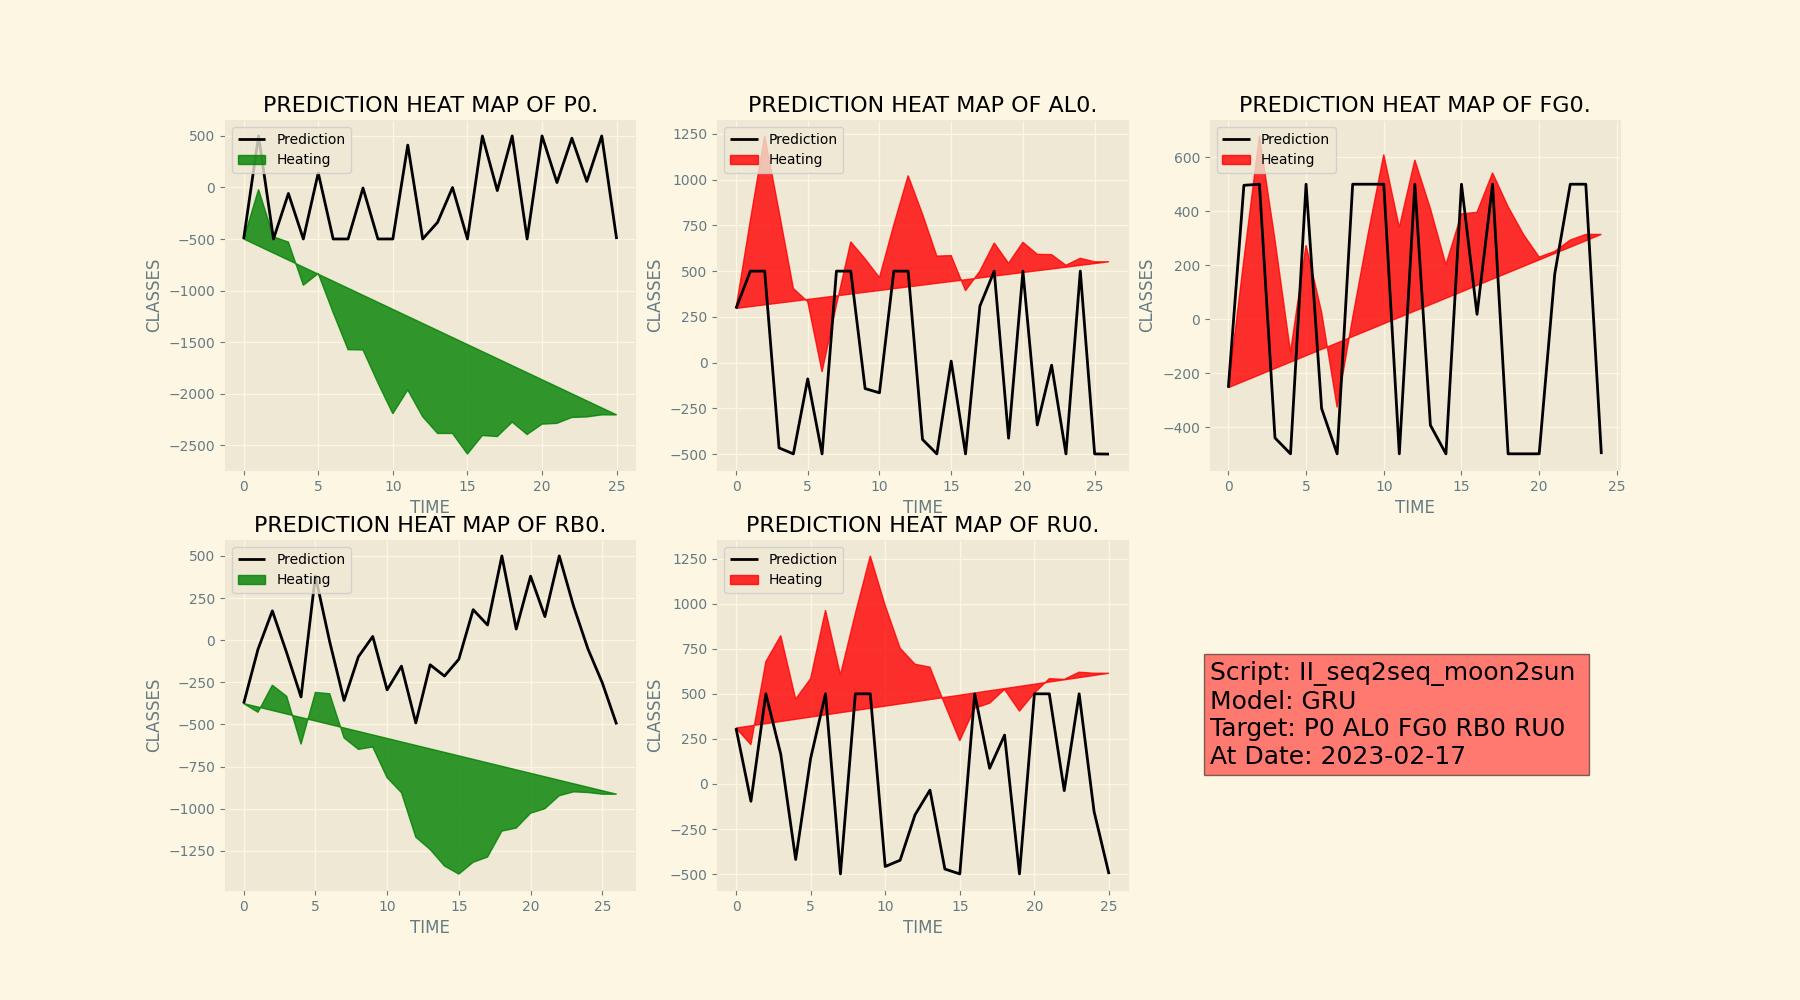 PREDICTION HEAT MAP OF P0.
Prediction
Heating
500
0
−500
−1000
−1500
−2000
−2500
CLASSES
0 5 10 15 20 25
TIME
PREDICTION HEAT MAP OF AL0.
Prediction
Heating
1250
1000
750
500
250
0
−250
−500
CLASSES
0 5 10 15 20 25
TIME
PREDICTION HEAT MAP OF FG0.
Prediction
Heating
600
400
200
0
−200
−400
CLASSES
0 5 10 15 20 25
TIME
PREDICTION HEAT MAP OF RB0.
Prediction
Heating
500
250
0
−250
−500
−750
−1000
−1250
CLASSES
0 5 10 15 20 25
TIME
PREDICTION HEAT MAP OF RU0.
Prediction
Heating
1250
1000
750
500
250
0
−250
−500
CLASSES
0 5 10 15 20 25
TIME
Script: II_seq2seq_moon2sun
Model: GRU
Target: P0 AL0 FG0 RB0 RU0
At Date: 2023-02-17